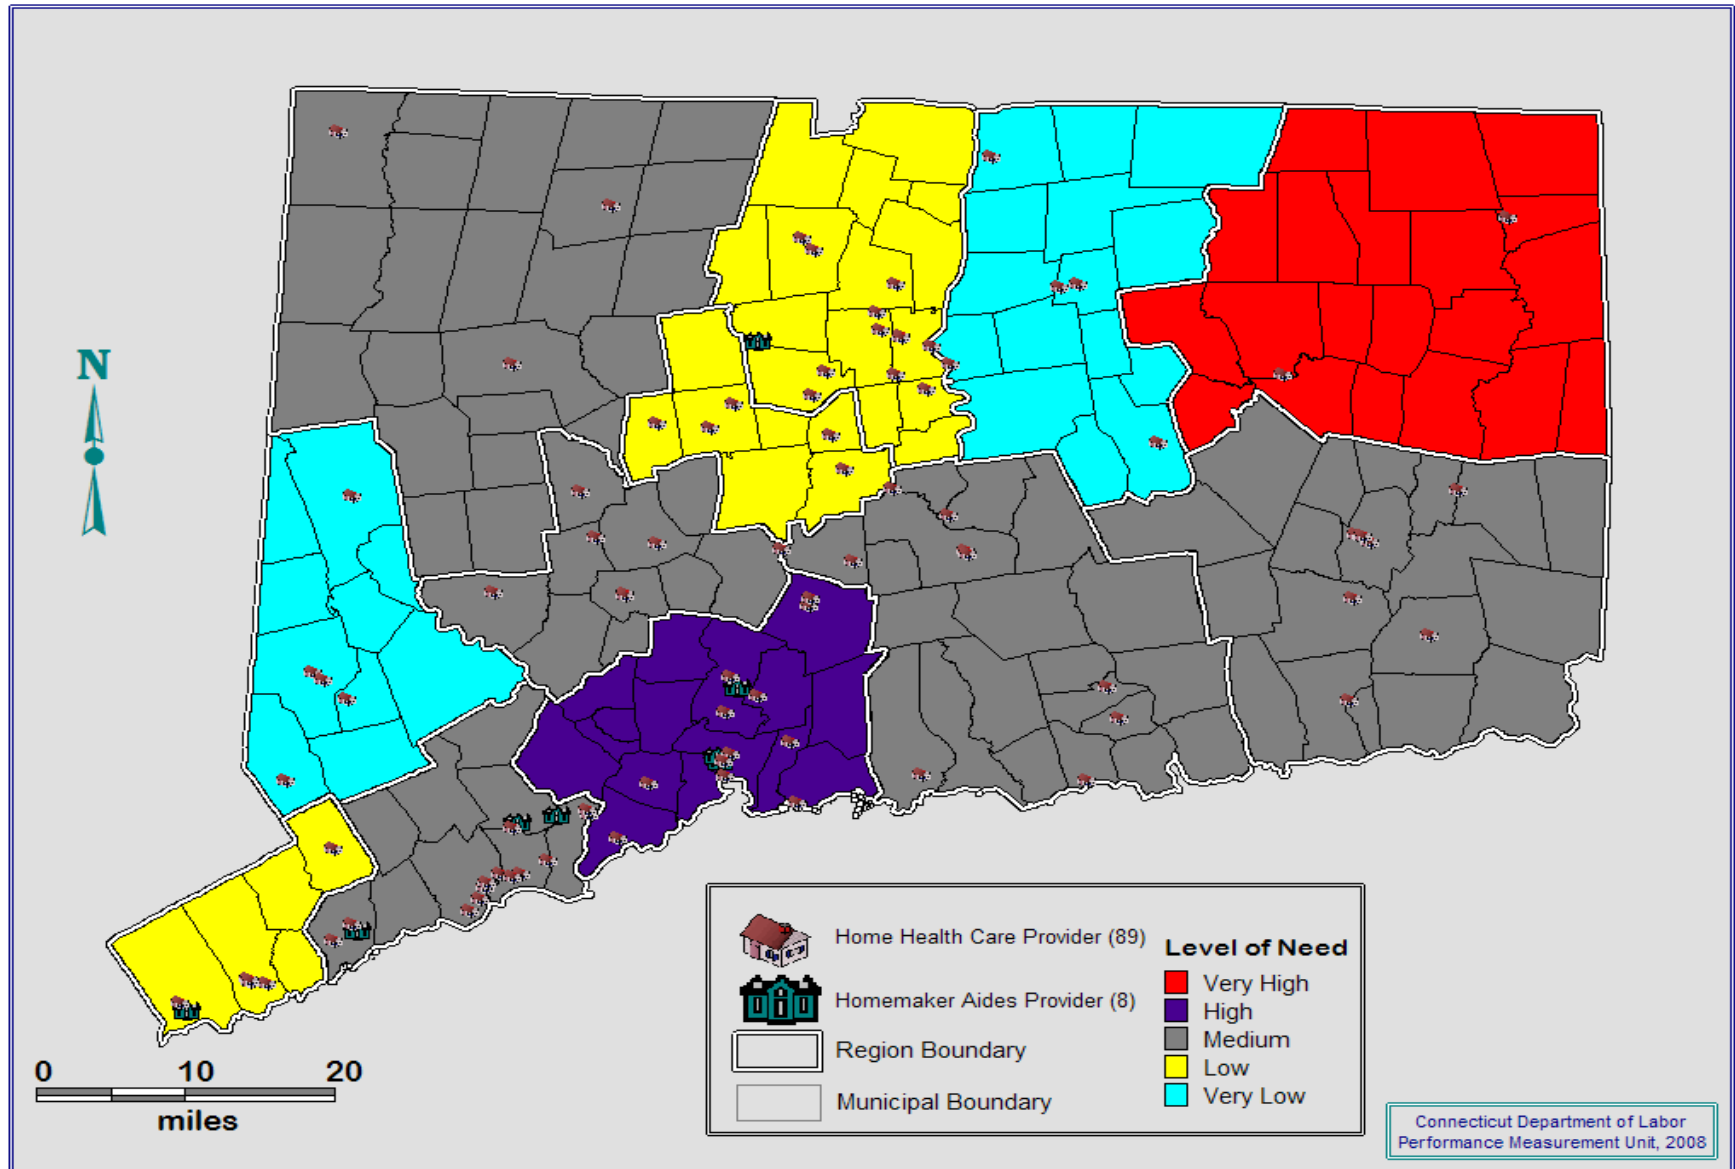 N
0 10 20
miles
Home Health Care Provider (89)
Homemaker Aides Provider (8)
Region Boundary
Municipal Boundary
Level of Need
Very High
High
Medium
Low
Very Low
Connecticut Department of Labor
Performance Measurement Unit, 2008